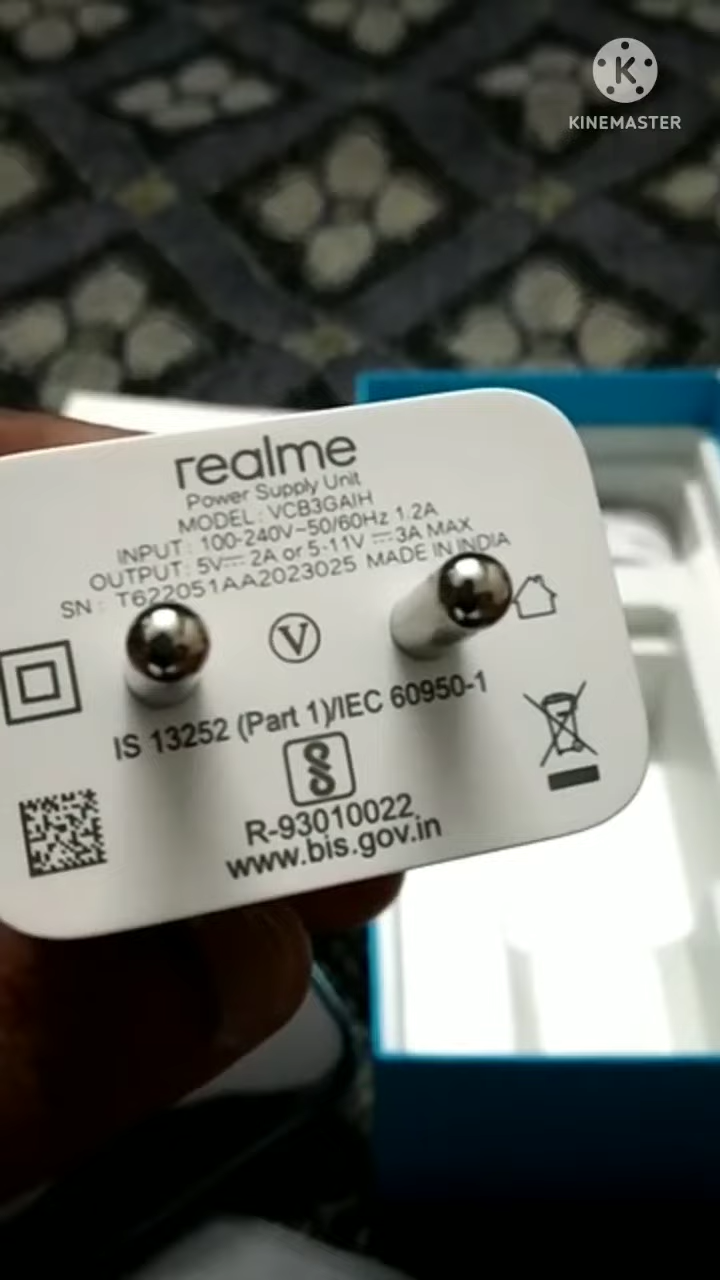 KINEMASTER
realme
Power Supply Unit
MODEL: VCB3GAIH
INPUT: 100-240V~50/60Hz 1.2A
OUTPUT: 5V⎓2A or 5-11V⎓3A MAX
SN: T622051AA2023025 MADE IN INDIA
V
IS 13252 (Part 1)/IEC 60950-1
R-93010022
www.bis.gov.in